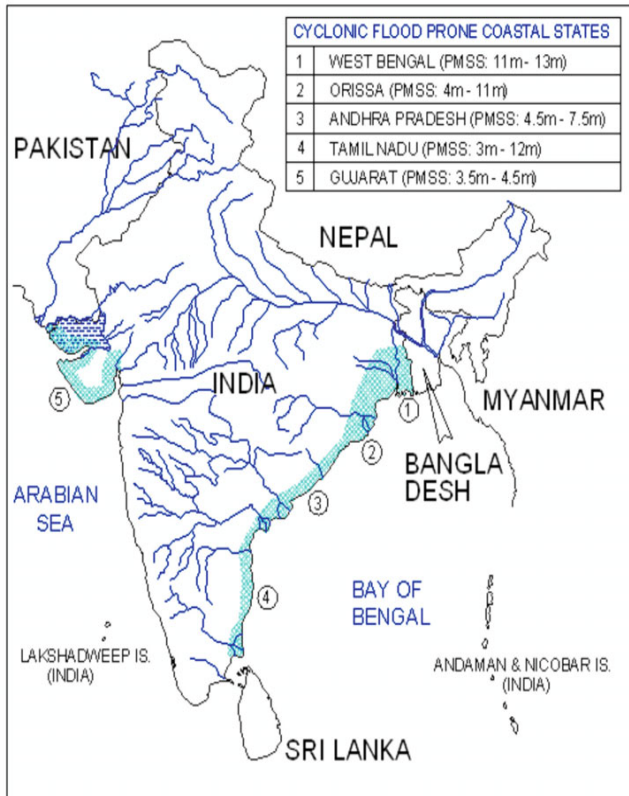 CYCLONIC FLOOD PRONE COASTAL STATES
1 WEST BENGAL (PMSS: 11m - 13m)
2 ORISSA (PMSS: 4m - 11m)
3 ANDHRA PRADESH (PMSS: 4.5m - 7.5m)
4 TAMIL NADU (PMSS: 3m - 12m)
5 GUJARAT (PMSS: 3.5m - 4.5m)
PAKISTAN
NEPAL
INDIA
MYANMAR
BANGLA
DESH
1
2
3
4
5
ARABIAN
SEA
BAY OF
BENGAL
LAKSHADWEEP IS.
(INDIA)
ANDAMAN & NICOBAR IS.
(INDIA)
SRI LANKA